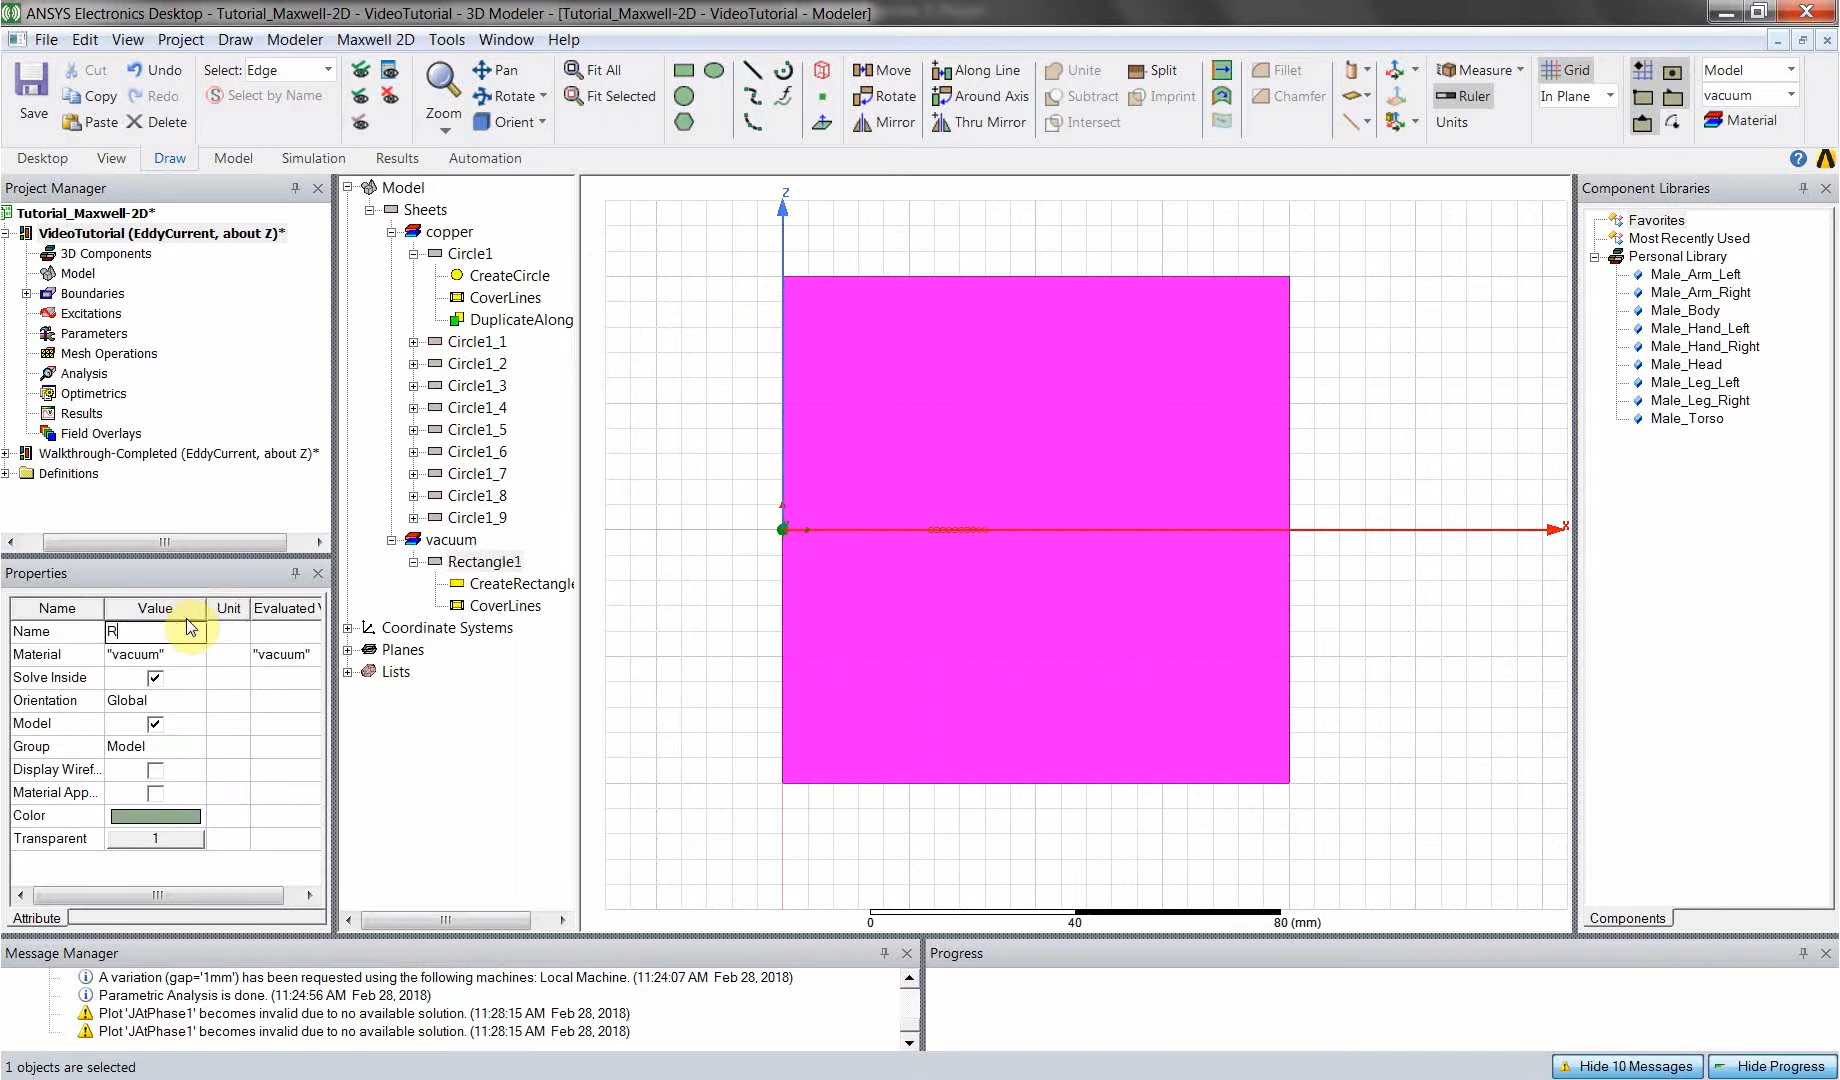 ANSYS Electronics Desktop - Tutorial_Maxwell-2D - VideoTutorial - 3D Modeler - [Tutorial_Maxwell-2D - VideoTutorial - Modeler]
File Edit View Project Draw Modeler Maxwell 2D Tools Window Help
Save
Cut
Copy
Paste
Undo
Redo
Delete
Select: Edge
Select by Name
Zoom
Pan
Rotate
Orient
Fit All
Fit Selected
Move
Rotate
Mirror
Along Line
Around Axis
Thru Mirror
Unite
Subtract
Intersect
Split
Imprint
Fillet
Chamfer
Measure
Ruler
Units
Grid
In Plane
Model
vacuum
Material
Desktop View Draw Model Simulation Results Automation
Project Manager
Tutorial_Maxwell-2D*
VideoTutorial (EddyCurrent, about Z)*
3D Components
Model
Boundaries
Excitations
Parameters
Mesh Operations
Analysis
Optimetrics
Results
Field Overlays
Walkthrough-Completed (EddyCurrent, about Z)*
Definitions
Properties
Name Value Unit Evaluated V
Name R
Material "vacuum" "vacuum"
Solve Inside
Orientation Global
Model
Group Model
Display Wiref...
Material App...
Color
Transparent 1
Attribute
Model
Sheets
copper
Circle1
CreateCircle
CoverLines
DuplicateAlong
Circle1_1
Circle1_2
Circle1_3
Circle1_4
Circle1_5
Circle1_6
Circle1_7
Circle1_8
Circle1_9
vacuum
Rectangle1
CreateRectangle
CoverLines
Coordinate Systems
Planes
Lists
Z
X
0 40 80 (mm)
Component Libraries
Favorites
Most Recently Used
Personal Library
Male_Arm_Left
Male_Arm_Right
Male_Body
Male_Hand_Left
Male_Hand_Right
Male_Head
Male_Leg_Left
Male_Leg_Right
Male_Torso
Components
Message Manager
A variation (gap='1mm') has been requested using the following machines: Local Machine. (11:24:07 AM Feb 28, 2018)
Parametric Analysis is done. (11:24:56 AM Feb 28, 2018)
Plot 'JAtPhase1' becomes invalid due to no available solution. (11:28:15 AM Feb 28, 2018)
Plot 'JAtPhase1' becomes invalid due to no available solution. (11:28:15 AM Feb 28, 2018)
Progress
1 objects are selected
Hide 10 Messages
Hide Progress